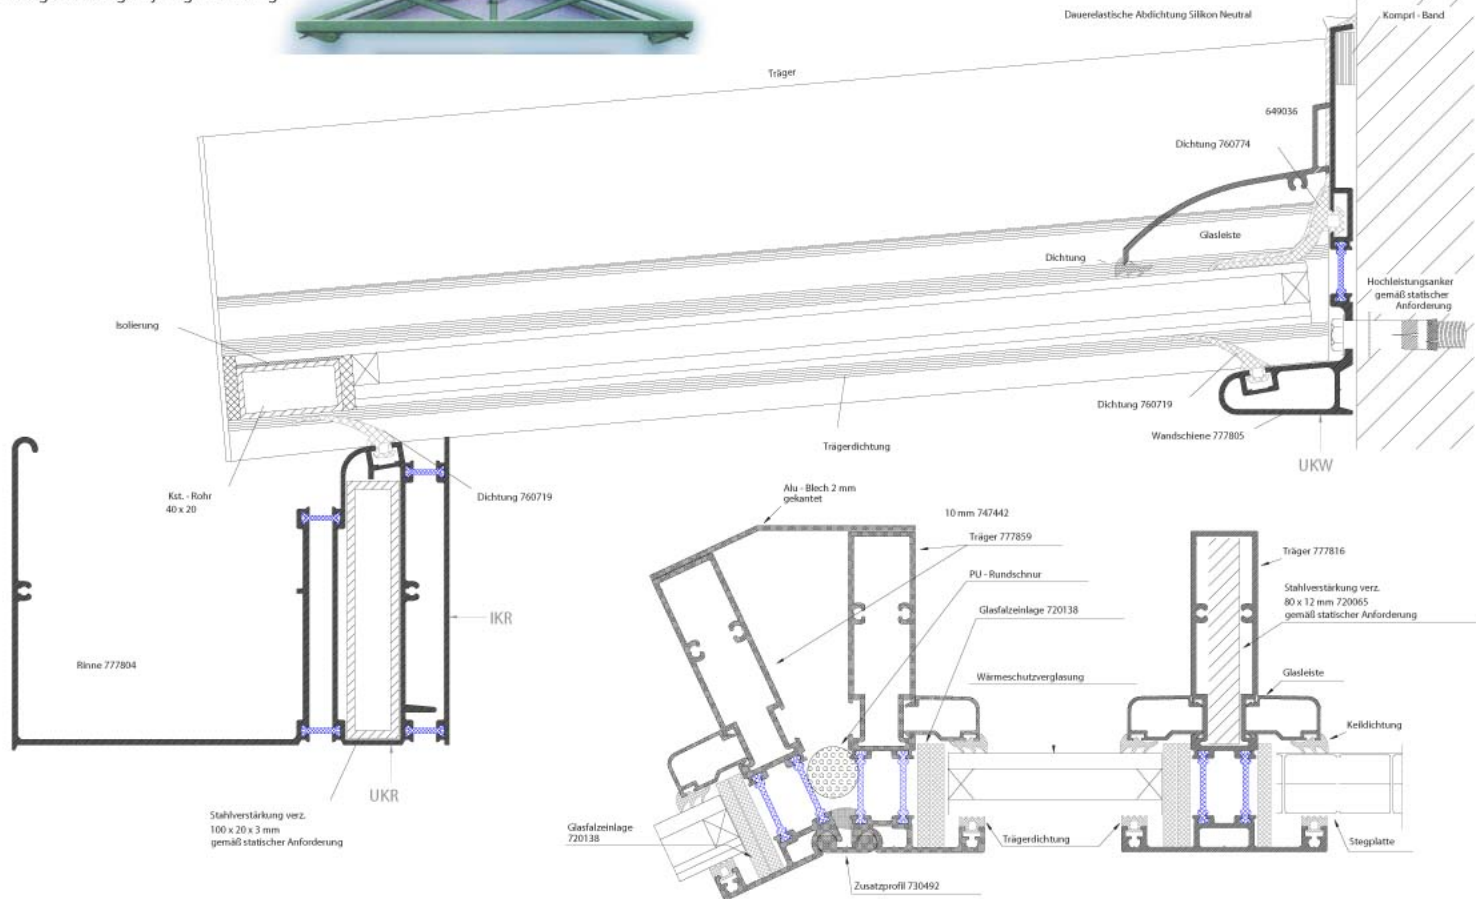 Dauerelastische Abdichtung Silikon Neutral
Kompri - Band
Träger
649036
Dichtung 760774
Glasleiste
Dichtung
Hochleistungsanker
gemäß statischer
Anforderung
Isolierung
Dichtung 760719
Wandschiene 777805
Trägerdichtung
UKW
Kst. - Rohr
40 x 20
Dichtung 760719
Alu - Blech 2 mm
gekantet
10 mm 747442
Träger 777859
PU - Rundschnur
Glasfalzeinlage 720138
Träger 777816
Stahlverstärkung verz.
80 x 12 mm 720065
gemäß statischer Anforderung
IKR
Rinne 777804
Wärmeschutzverglasung
Glasleiste
Keildichtung
UKR
Stahlverstärkung verz.
100 x 20 x 3 mm
gemäß statischer Anforderung
Glasfalzeinlage
720138
Trägerdichtung
Stegplatte
Zusatzprofil 730492